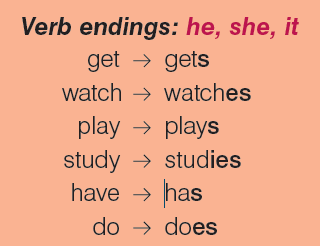 Verb endings: he, she, it
get → gets
watch → watches
play → plays
study → studies
have → has
do → does